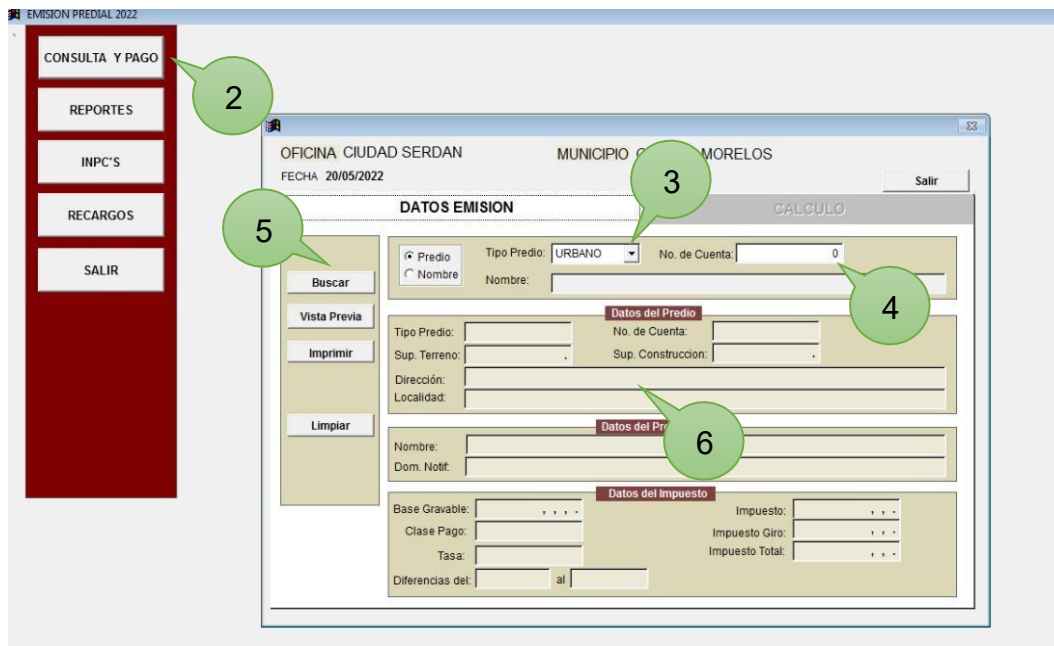 EMISION PREDIAL 2022
CONSULTA Y PAGO
REPORTES
INPC'S
RECARGOS
SALIR
2
OFICINA CIUDAD SERDAN MUNICIPIO MORELOS
FECHA 20/05/2022
Salir
3
DATOS EMISION CALCULO
5
Predio
Nombre
Tipo Predio: URBANO No. de Cuenta: 0
Nombre:
4
Buscar
Vista Previa
Imprimir
Limpiar
Datos del Predio
Tipo Predio: No. de Cuenta:
Sup. Terreno: . Sup. Construccion: .
Dirección:
Localidad:
6
Datos del
Nombre:
Dom. Notif:
Datos del Impuesto
Base Gravable: , , , . Impuesto: , , .
Clase Pago: Impuesto Giro: , , .
Tasa: Impuesto Total: , , .
Diferencias del: al